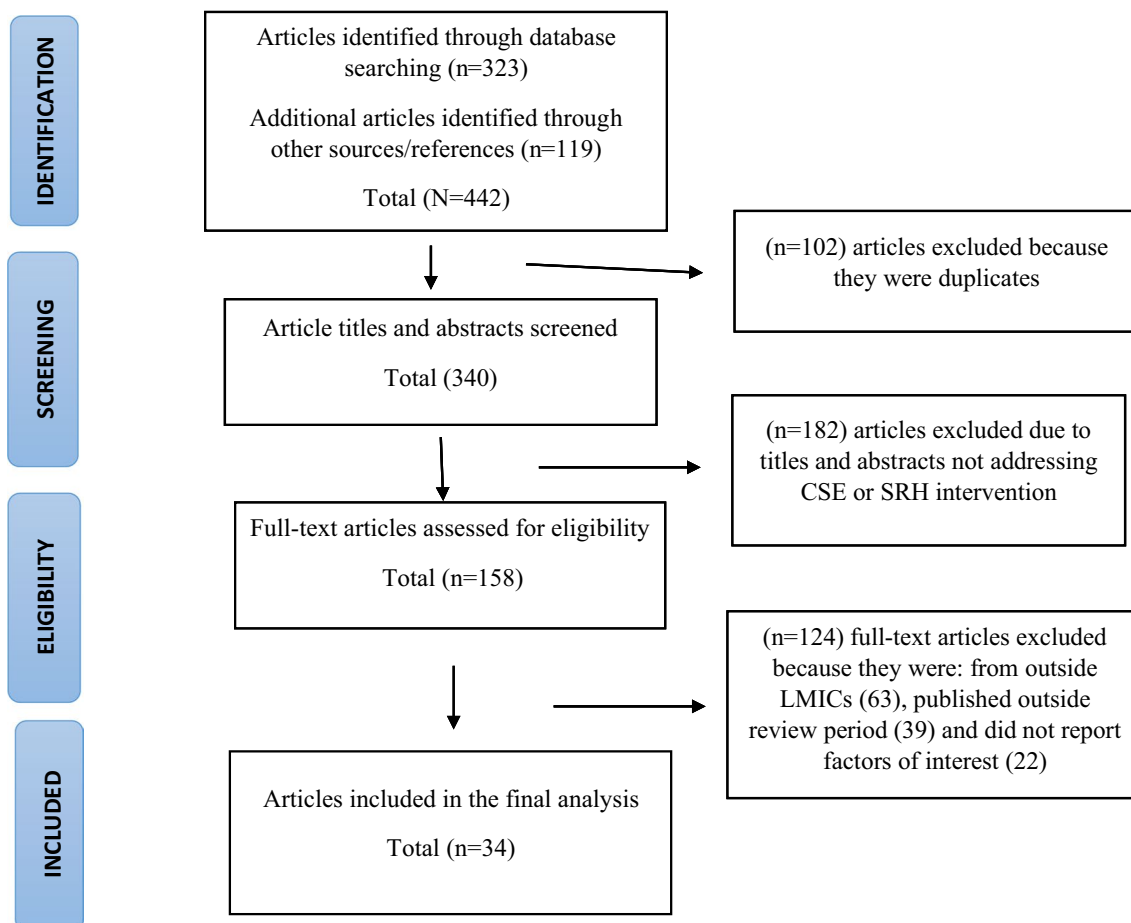 IDENTIFICATION
Articles identified through database
searching (n=323)
Additional articles identified through
other sources/references (n=119)
Total (N=442)
(n=102) articles excluded because
they were duplicates
SCREENING
Article titles and abstracts screened
Total (340)
(n=182) articles excluded due to
titles and abstracts not addressing
CSE or SRH intervention
ELIGIBILITY
Full-text articles assessed for eligibility
Total (n=158)
(n=124) full-text articles excluded
because they were: from outside
LMICs (63), published outside
review period (39) and did not report
factors of interest (22)
INCLUDED
Articles included in the final analysis
Total (n=34)